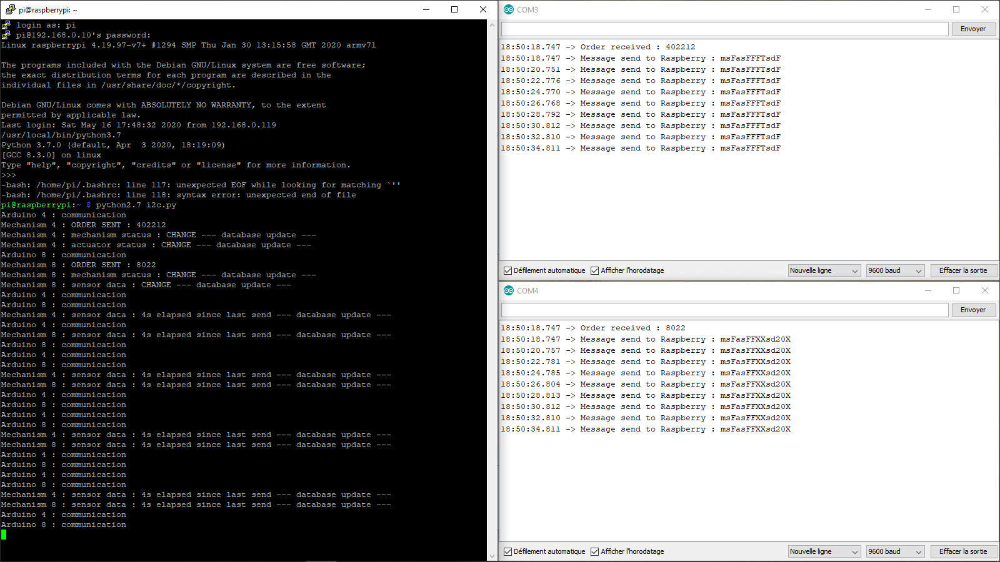 pi@raspberrypi: ~
login as: pi
pi@192.168.0.10's password:
Linux raspberrypi 4.19.97-v7+ #1294 SMP Thu Jan 30 13:15:58 GMT 2020 armv7l
The programs included with the Debian GNU/Linux system are free software;
the exact distribution terms for each program are described in the
individual files in /usr/share/doc/*/copyright.
Debian GNU/Linux comes with ABSOLUTELY NO WARRANTY, to the extent
permitted by applicable law.
Last login: Sat May 16 17:48:32 2020 from 192.168.0.119
/usr/local/bin/python3.7
Python 3.7.0 (default, Apr  3 2020, 18:19:09)
[GCC 8.3.0] on linux
Type "help", "copyright", "credits" or "license" for more information.
>>>
-bash: /home/pi/.bashrc: line 117: unexpected EOF while looking for matching `''
-bash: /home/pi/.bashrc: line 118: syntax error: unexpected end of file
pi@raspberrypi:~ $ python2.7 i2c.py
Arduino 4 : communication
Mechanism 4 : ORDER SENT : 402212
Mechanism 4 : mechanism status : CHANGE --- database update ---
Mechanism 4 : actuator status : CHANGE --- database update ---
Arduino 8 : communication
Mechanism 8 : ORDER SENT : 8022
Mechanism 8 : mechanism status : CHANGE --- database update ---
Mechanism 8 : sensor data : CHANGE --- database update ---
Arduino 4 : communication
Arduino 8 : communication
Mechanism 4 : sensor data : 4s elapsed since last send --- database update ---
Arduino 4 : communication
Mechanism 8 : sensor data : 4s elapsed since last send --- database update ---
Arduino 8 : communication
Arduino 4 : communication
Arduino 8 : communication
Mechanism 4 : sensor data : 4s elapsed since last send --- database update ---
Mechanism 8 : sensor data : 4s elapsed since last send --- database update ---
Arduino 4 : communication
Arduino 8 : communication
Arduino 4 : communication
Arduino 8 : communication
Mechanism 4 : sensor data : 4s elapsed since last send --- database update ---
Mechanism 8 : sensor data : 4s elapsed since last send --- database update ---
Arduino 4 : communication
Arduino 8 : communication
Arduino 4 : communication
Arduino 8 : communication
Mechanism 4 : sensor data : 4s elapsed since last send --- database update ---
Mechanism 8 : sensor data : 4s elapsed since last send --- database update ---
Arduino 4 : communication
Arduino 8 : communication
COM3
Envoyer
18:50:18.747 -> Order received : 402212
18:50:18.747 -> Message send to Raspberry : msFasFFFTsdF
18:50:20.751 -> Message send to Raspberry : msFasFFFTsdF
18:50:22.776 -> Message send to Raspberry : msFasFFFTsdF
18:50:24.770 -> Message send to Raspberry : msFasFFFTsdF
18:50:26.768 -> Message send to Raspberry : msFasFFFTsdF
18:50:28.792 -> Message send to Raspberry : msFasFFFTsdF
18:50:30.812 -> Message send to Raspberry : msFasFFFTsdF
18:50:32.810 -> Message send to Raspberry : msFasFFFTsdF
18:50:34.811 -> Message send to Raspberry : msFasFFFTsdF
Défilement automatique Afficher l'horodatage Nouvelle ligne 9600 baud Effacer la sortie
COM4
Envoyer
18:50:18.747 -> Order received : 8022
18:50:18.747 -> Message send to Raspberry : msFasFFXXsd20X
18:50:20.757 -> Message send to Raspberry : msFasFFXXsd20X
18:50:22.781 -> Message send to Raspberry : msFasFFXXsd20X
18:50:24.785 -> Message send to Raspberry : msFasFFXXsd20X
18:50:26.804 -> Message send to Raspberry : msFasFFXXsd20X
18:50:28.813 -> Message send to Raspberry : msFasFFXXsd20X
18:50:30.812 -> Message send to Raspberry : msFasFFXXsd20X
18:50:32.810 -> Message send to Raspberry : msFasFFXXsd20X
18:50:34.811 -> Message send to Raspberry : msFasFFXXsd20X
Défilement automatique Afficher l'horodatage Nouvelle ligne 9600 baud Effacer la sortie